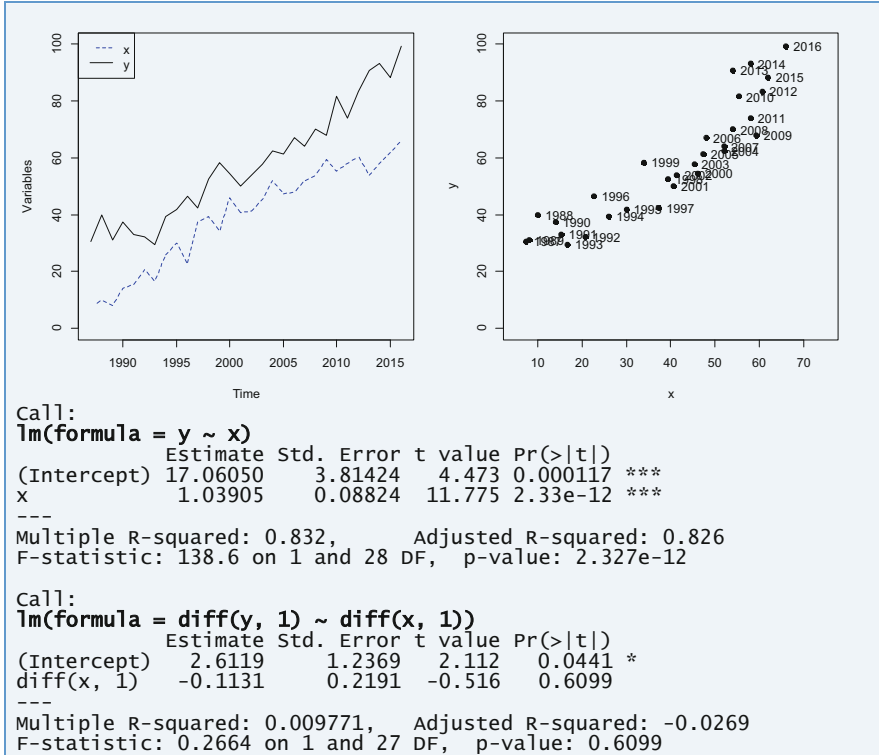 x
y
Variables
0
20
40
60
80
100
1990
1995
2000
2005
2010
2015
Time
y
0
20
40
60
80
100
2016
2014
2013
2015
2012
2010
2011
2008
2009
2006
2007
2004
2005
1999
2003
2000
2002
1998
2001
1996
1997
1995
1994
1988
1990
1991
1992
1989
1987
1993
10
20
30
40
50
60
70
x
Call:
lm(formula = y ~ x)
Estimate Std. Error t value Pr(>|t|)
(Intercept) 17.06050 3.81424 4.473 0.000117 ***
x 1.03905 0.08824 11.775 2.33e-12 ***
---
Multiple R-squared: 0.832, Adjusted R-squared: 0.826
F-statistic: 138.6 on 1 and 28 DF, p-value: 2.327e-12
Call:
lm(formula = diff(y, 1) ~ diff(x, 1))
Estimate Std. Error t value Pr(>|t|)
(Intercept) 2.6119 1.2369 2.112 0.0441 *
diff(x, 1) -0.1131 0.2191 -0.516 0.6099
---
Multiple R-squared: 0.009771, Adjusted R-squared: -0.0269
F-statistic: 0.2664 on 1 and 27 DF, p-value: 0.6099